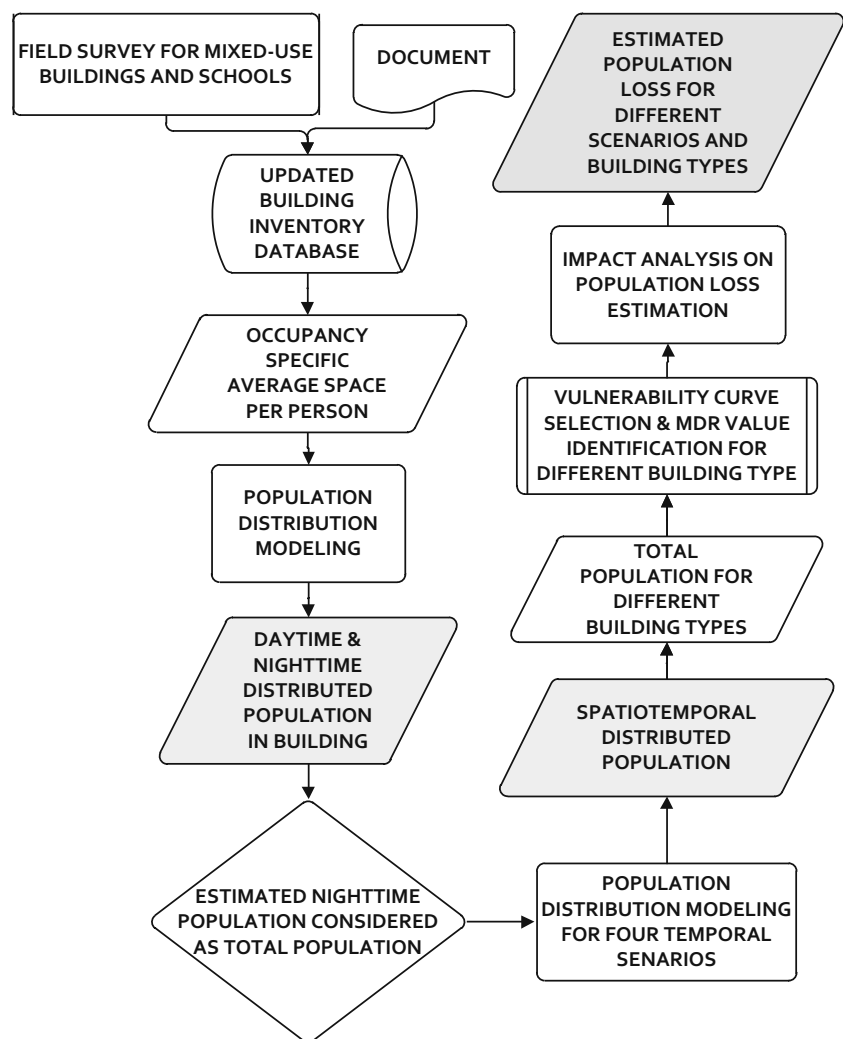 FIELD SURVEY FOR MIXED-USE
BUILDINGS AND SCHOOLS
DOCUMENT
UPDATED
BUILDING
INVENTORY
DATABASE
OCCUPANCY
SPECIFIC
AVERAGE SPACE
PER PERSON
POPULATION
DISTRIBUTION
MODELING
DAYTIME &
NIGHTTIME
DISTRIBUTED
POPULATION
IN BUILDING
ESTIMATED NIGHTTIME
POPULATION CONSIDERED
AS TOTAL POPULATION
POPULATION
DISTRIBUTION MODELING
FOR FOUR TEMPORAL
SENARIOS
SPATIOTEMPORAL
DISTRIBUTED
POPULATION
TOTAL
POPULATION FOR
DIFFERENT
BUILDING TYPES
VULNERABILITY CURVE
SELECTION & MDR VALUE
IDENTIFICATION FOR
DIFFERENT BUILDING TYPE
IMPACT ANALYSIS ON
POPULATION LOSS
ESTIMATION
ESTIMATED
POPULATION
LOSS FOR
DIFFERENT
SCENARIOS AND
BUILDING TYPES